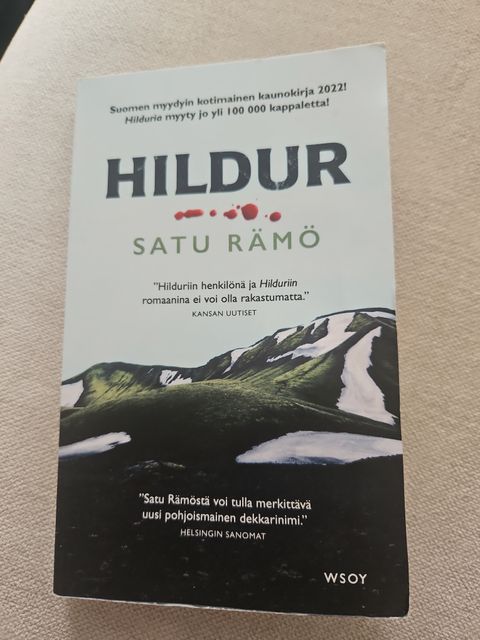 Suomen myydyin kotimainen kaunokirja 2022!
Hilduria myyty jo yli 100 000 kappaletta!
HILDUR
SATU RÄMÖ
"Hilduriin henkilönä ja Hilduriin
romaanina ei voi olla rakastumatta."
KANSAN UUTISET
"Satu Rämöstä voi tulla merkittävä
uusi pohjoismainen dekkarinimi."
HELSINGIN SANOMAT
WSOY